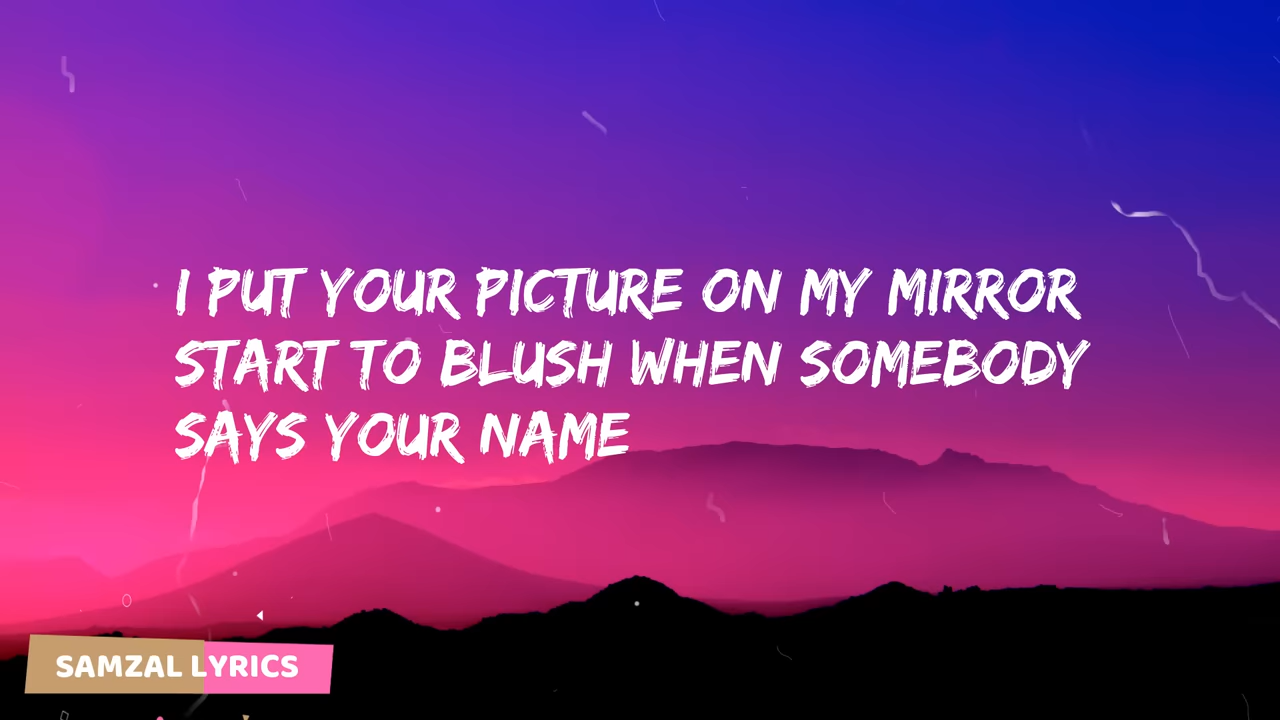 I PUT YOUR PICTURE ON MY MIRROR
START TO BLUSH WHEN SOMEBODY
SAYS YOUR NAME
SAMZAL LYRICS